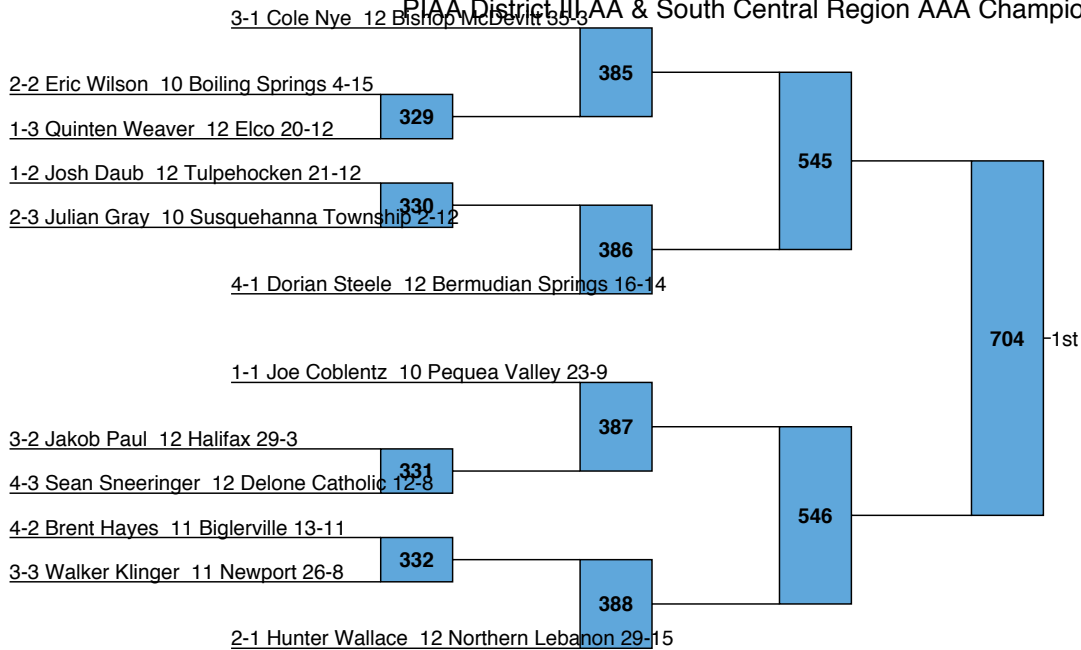 PIAA District III AA & South Central Region AAA Champio
3-1 Cole Nye 12 Bishop McDevitt 35-3
385
2-2 Eric Wilson 10 Boiling Springs 4-15
329
1-3 Quinten Weaver 12 Elco 20-12
545
1-2 Josh Daub 12 Tulpehocken 21-12
330
2-3 Julian Gray 10 Susquehanna Township 2-12
386
4-1 Dorian Steele 12 Bermudian Springs 16-14
704
1st
1-1 Joe Coblentz 10 Pequea Valley 23-9
387
3-2 Jakob Paul 12 Halifax 29-3
331
4-3 Sean Sneeringer 12 Delone Catholic 12-8
546
4-2 Brent Hayes 11 Biglerville 13-11
332
3-3 Walker Klinger 11 Newport 26-8
388
2-1 Hunter Wallace 12 Northern Lebanon 29-15